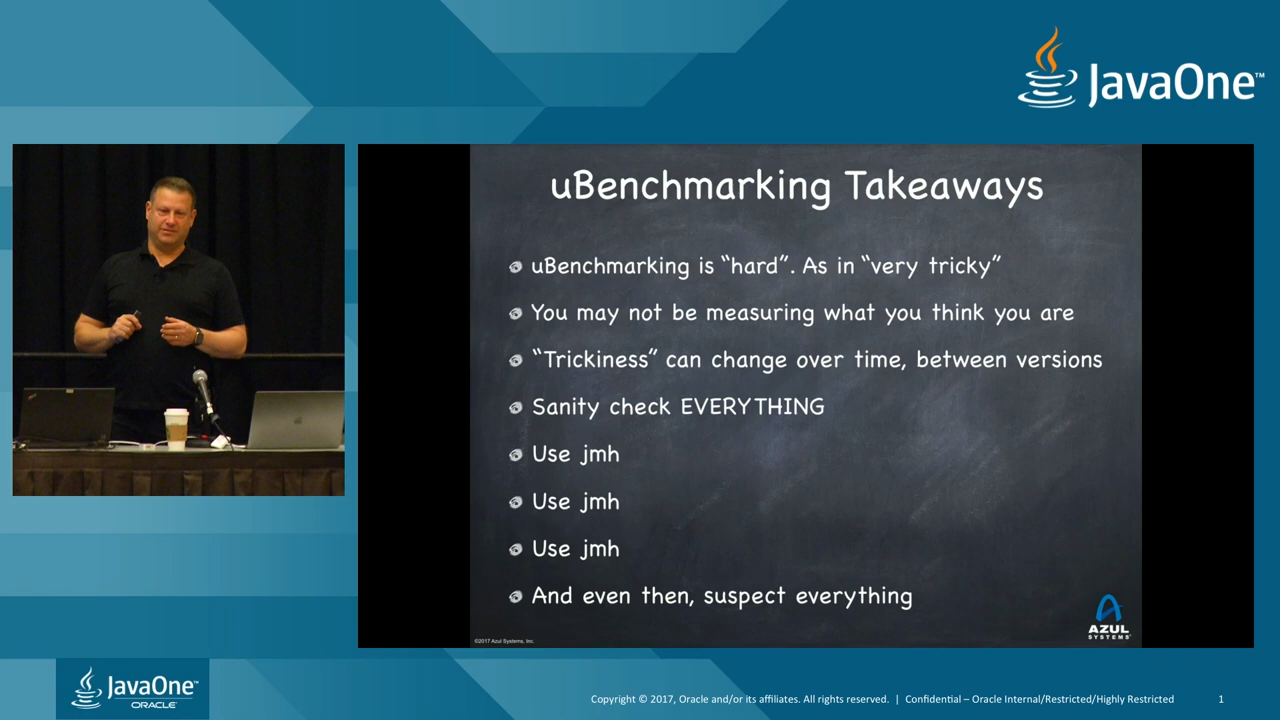 JavaOne™
uBenchmarking Takeaways
uBenchmarking is “hard”. As in “very tricky”
You may not be measuring what you think you are
“Trickiness” can change over time, between versions
Sanity check EVERYTHING
Use jmh
Use jmh
Use jmh
And even then, suspect everything
©2017 Azul Systems, Inc.
AZUL
SYSTEMS
JavaOne™
ORACLE
Copyright © 2017, Oracle and/or its affiliates. All rights reserved. | Confidential – Oracle Internal/Restricted/Highly Restricted 1